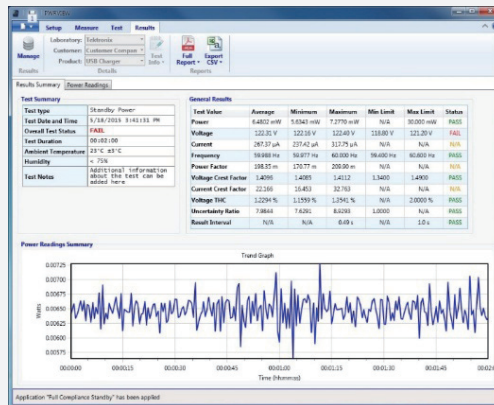 PWRVIEW
Setup Measure Test Results
Manage
Laboratory: Tektronix
Customer: Customer Compan
Product: USB Charger
Test Info
Full Report
Export CSV
Results Details Reports
Results Summary Power Readings
Test Summary
Test type Standby Power
Test Date and Time 5/18/2015 3:41:31 PM
Overall Test Status FAIL
Test Duration 00:02:00
Ambient Temperature 23°C ±5°C
Humidity < 75%
Test Notes Additional information about the test can be added here
General Results
Test Value Average Minimum Maximum Min Limit Max Limit Status
Power 6.4802 mW 5.6343 mW 7.2770 mW N/A 30.000 mW PASS
Voltage 122.31 V 122.16 V 122.40 V 118.80 V 121.20 V FAIL
Current 267.37 µA 237.42 µA 317.75 µA N/A N/A N/A
Frequency 59.988 Hz 59.977 Hz 60.000 Hz 59.400 Hz 60.600 Hz PASS
Power Factor 198.35 m 170.77 m 209.90 m N/A N/A N/A
Voltage Crest Factor 1.4096 1.4085 1.4112 1.3400 1.4900 PASS
Current Crest Factor 22.166 16.453 32.763 N/A N/A N/A
Voltage THC 1.2294 % 1.1559 % 1.2541 % N/A 2.0000 % PASS
Uncertainty Ratio 7.9844 7.6291 8.9293 1.0000 N/A PASS
Result Interval N/A N/A 0.49 s N/A 1.0 s PASS
Power Readings Summary
Trend Graph
Watts
0.00725
0.00700
0.00675
0.00650
0.00625
0.00600
0.00575
00:00:00 00:00:15 00:00:30 00:00:45 00:01:00 00:01:15 00:01:30 00:01:45 00:02:0
Time (hh:mm:ss)
Application "Full Compliance Standby" has been applied